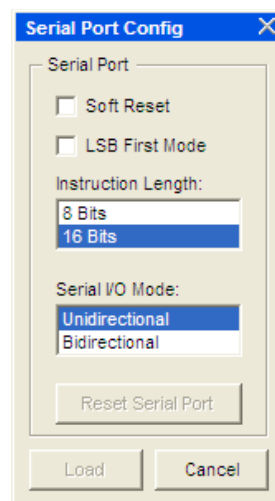 Serial Port Config
Serial Port
Soft Reset
LSB First Mode
Instruction Length:
8 Bits
16 Bits
Serial I/O Mode:
Unidirectional
Bidirectional
Reset Serial Port
Load Cancel